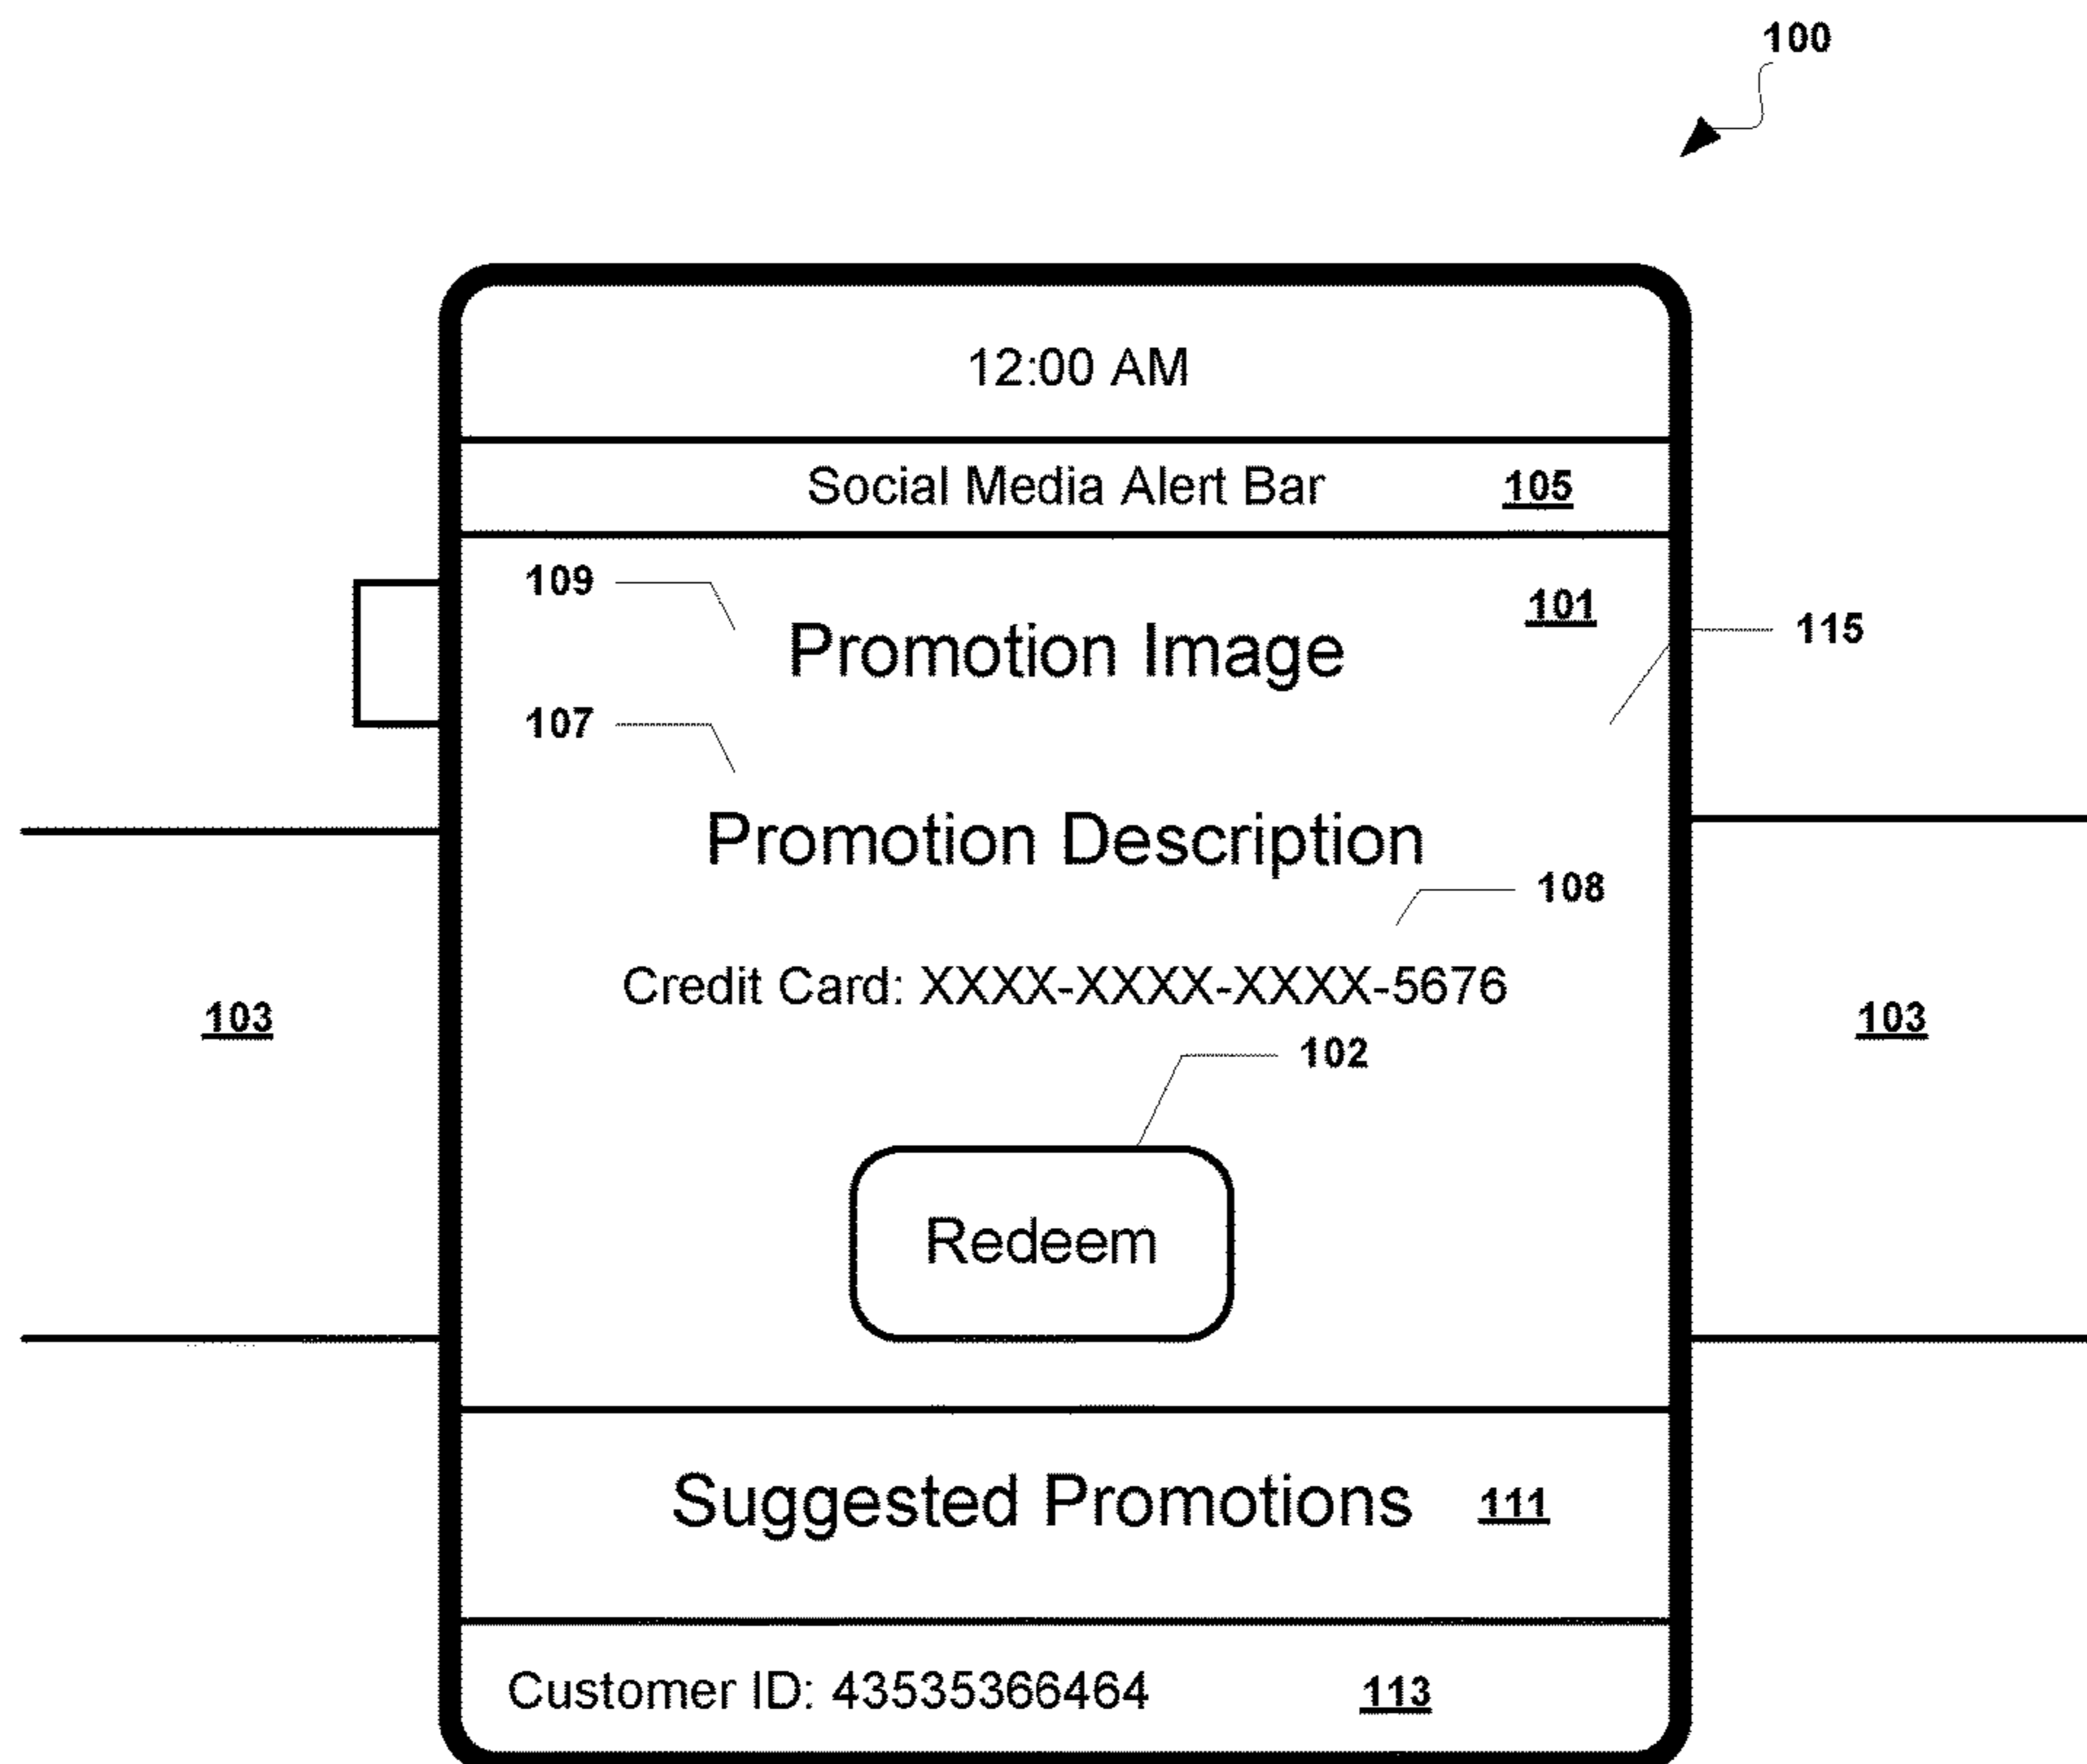 100
12:00 AM
Social Media Alert Bar 105
109
101
Promotion Image
115
107
Promotion Description
108
Credit Card: XXXX-XXXX-XXXX-5676
103
103
102
Redeem
Suggested Promotions 111
Customer ID: 43535366464 113